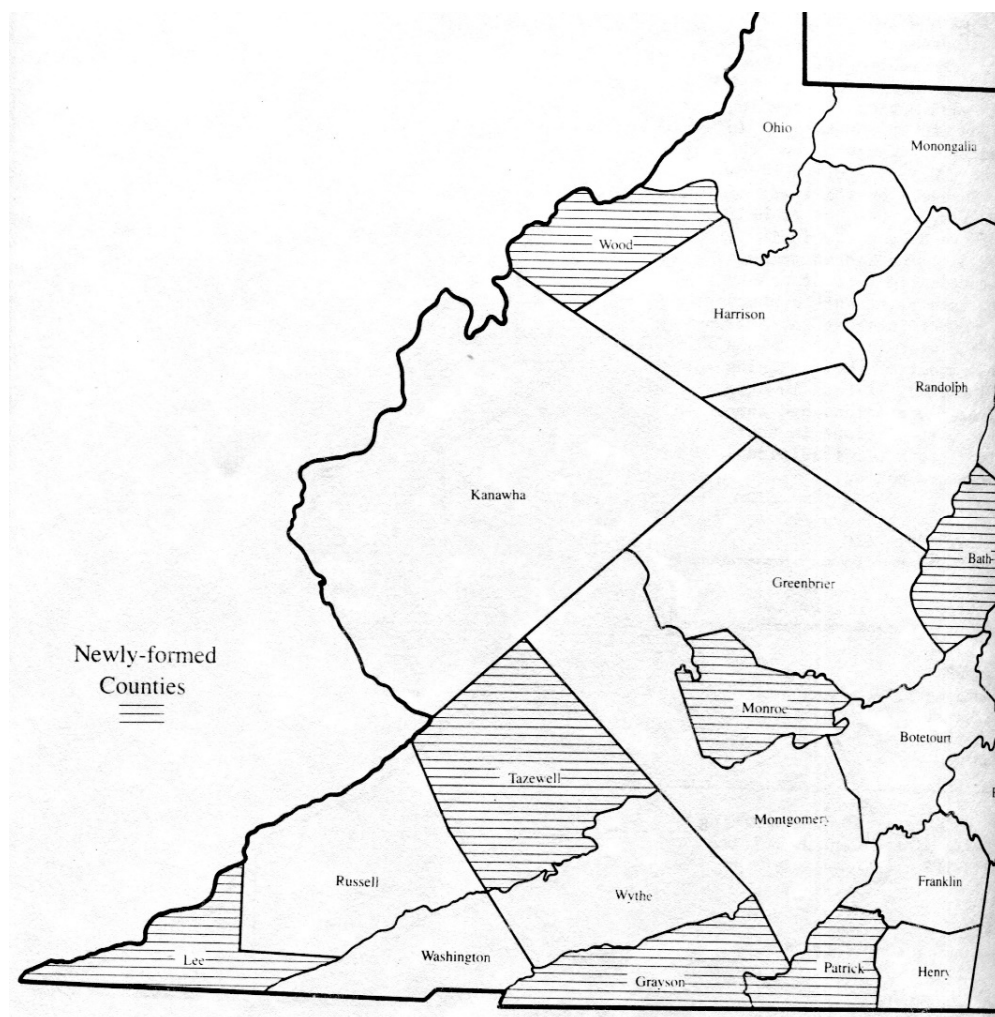 Ohio
Monongalia
Wood
Harrison
Randolph
Kanawha
Bath
Greenbrier
Newly-formed
Counties
Monroe
Botetourt
Tazewell
Montgomery
Russell
Wythe
Franklin
Lee
Washington
Grayson
Patrick
Henry